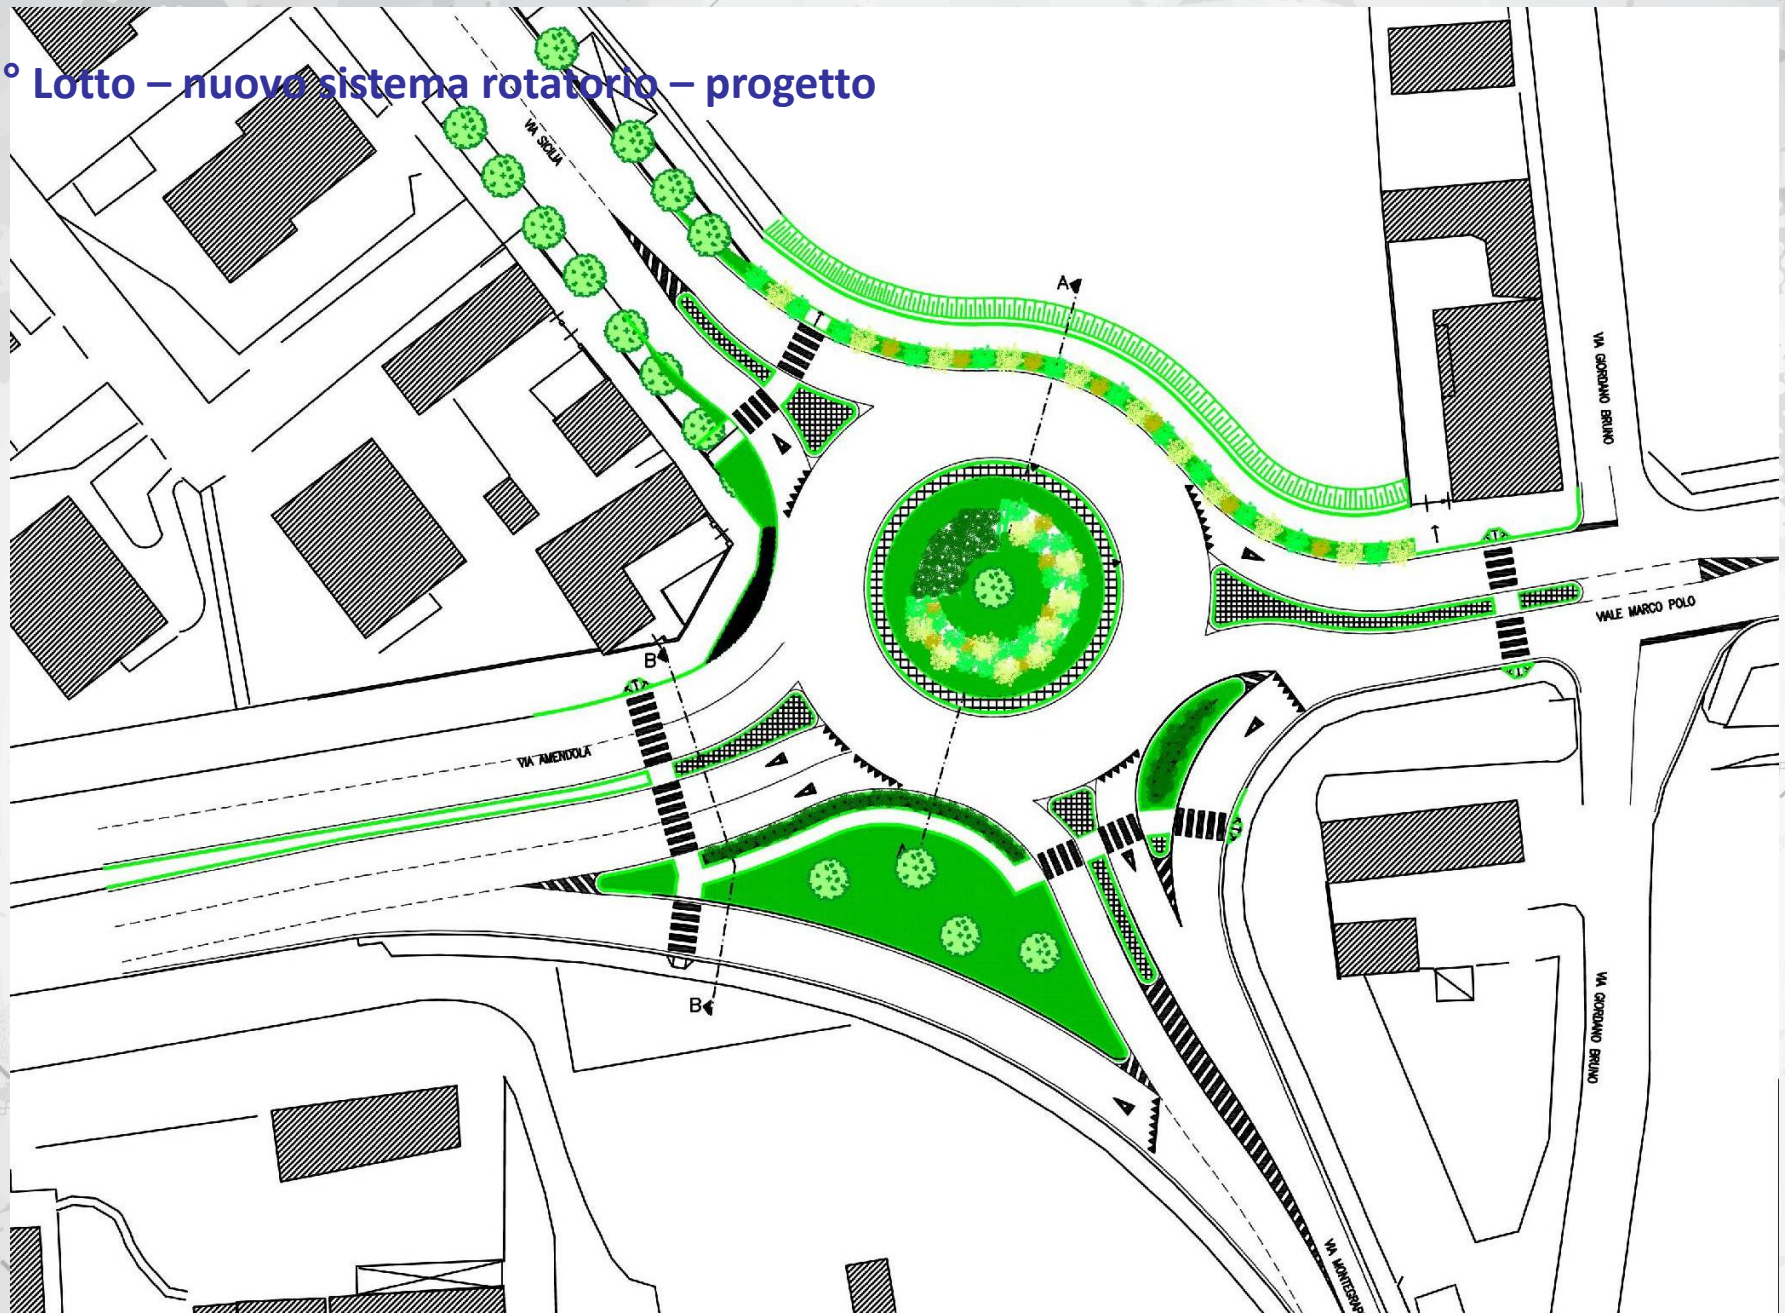 ° Lotto – nuovo sistema rotatorio – progetto
VIA SICILIA
A
VIA GIORDANO BRUNO
VIALE MARCO POLO
B
VIA AMENDOLA
A
B
VIA GIORDANO BRUNO